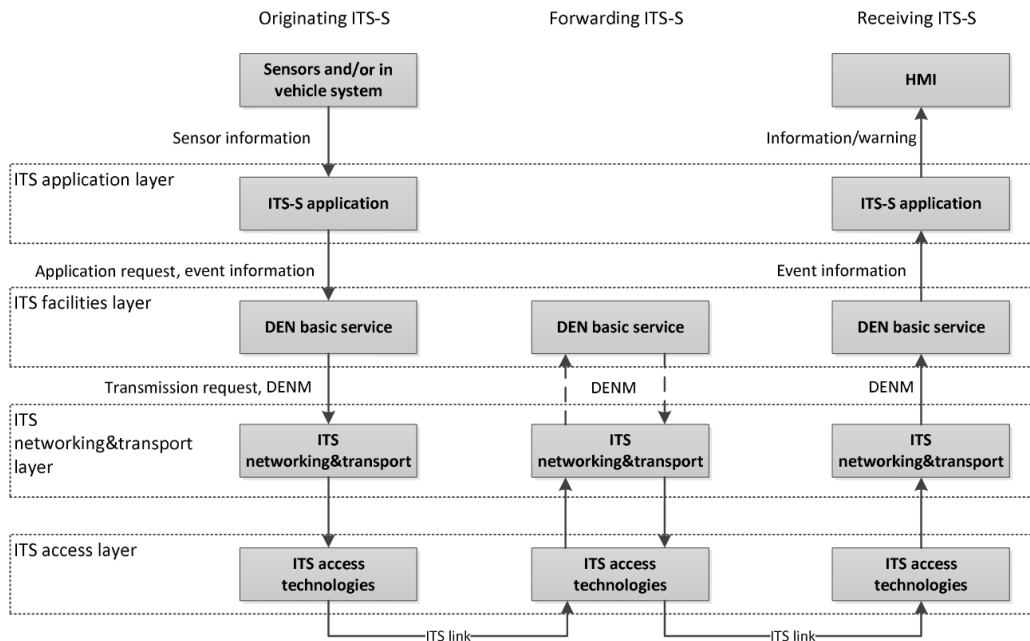 Originating ITS-S
Forwarding ITS-S
Receiving ITS-S
Sensors and/or in
vehicle system
HMI
Sensor information
Information/warning
ITS application layer
ITS-S application
ITS-S application
Application request, event information
Event information
ITS facilities layer
DEN basic service
DEN basic service
DEN basic service
Transmission request, DENM
DENM
DENM
ITS
networking&transport
layer
ITS
networking&transport
ITS
networking&transport
ITS
networking&transport
ITS access layer
ITS access
technologies
ITS access
technologies
ITS access
technologies
ITS link
ITS link